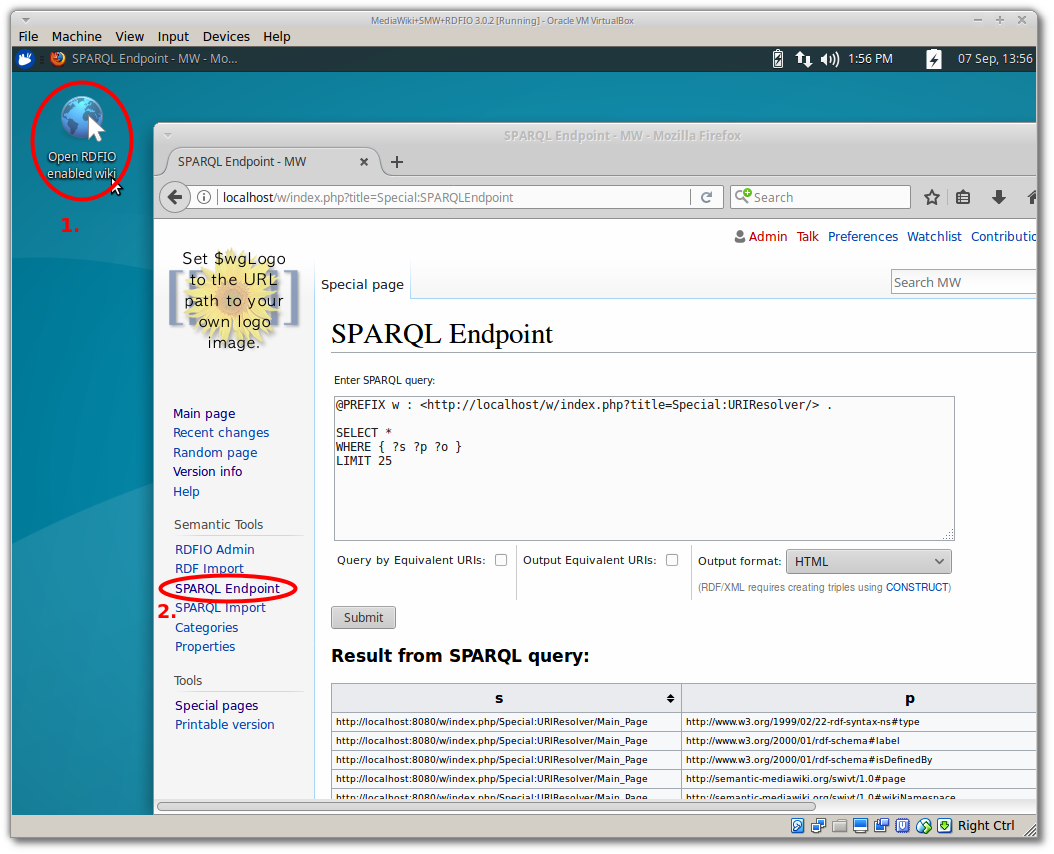 MediaWiki+SMW+RDFIO 3.0.2 [Running] - Oracle VM VirtualBox
File Machine View Input Devices Help
SPARQL Endpoint - MW - Mo...
1:56 PM
07 Sep, 13:56
Open RDFIO
enabled wiki
1.
SPARQL Endpoint - MW - Mozilla Firefox
SPARQL Endpoint - MW
localhost/w/index.php?title=Special:SPARQLEndpoint
Search
Admin Talk Preferences Watchlist Contributio
Set $wgLogo
to the URL
path to your
own logo
image.
Special page
Search MW
SPARQL Endpoint
Enter SPARQL query:
@PREFIX w : <http://localhost/w/index.php?title=Special:URIResolver/> .
SELECT *
WHERE { ?s ?p ?o }
LIMIT 25
Main page
Recent changes
Random page
Version info
Help
Semantic Tools
RDFIO Admin
RDF Import
SPARQL Endpoint
2.
SPARQL Import
Categories
Properties
Tools
Special pages
Printable version
Query by Equivalent URIs:
Output Equivalent URIs:
Output format: HTML
(RDF/XML requires creating triples using CONSTRUCT)
Submit
Result from SPARQL query:
s p
http://localhost:8080/w/index.php/Special:URIResolver/Main_Page http://www.w3.org/1999/02/22-rdf-syntax-ns#type
http://localhost:8080/w/index.php/Special:URIResolver/Main_Page http://www.w3.org/2000/01/rdf-schema#label
http://localhost:8080/w/index.php/Special:URIResolver/Main_Page http://www.w3.org/2000/01/rdf-schema#isDefinedBy
http://localhost:8080/w/index.php/Special:URIResolver/Main_Page http://semantic-mediawiki.org/swivt/1.0#page
http://localhost:8080/w/index.php/Special:URIResolver/Main_Page http://semantic-mediawiki.org/swivt/1.0#wikiNamespace
Right Ctrl